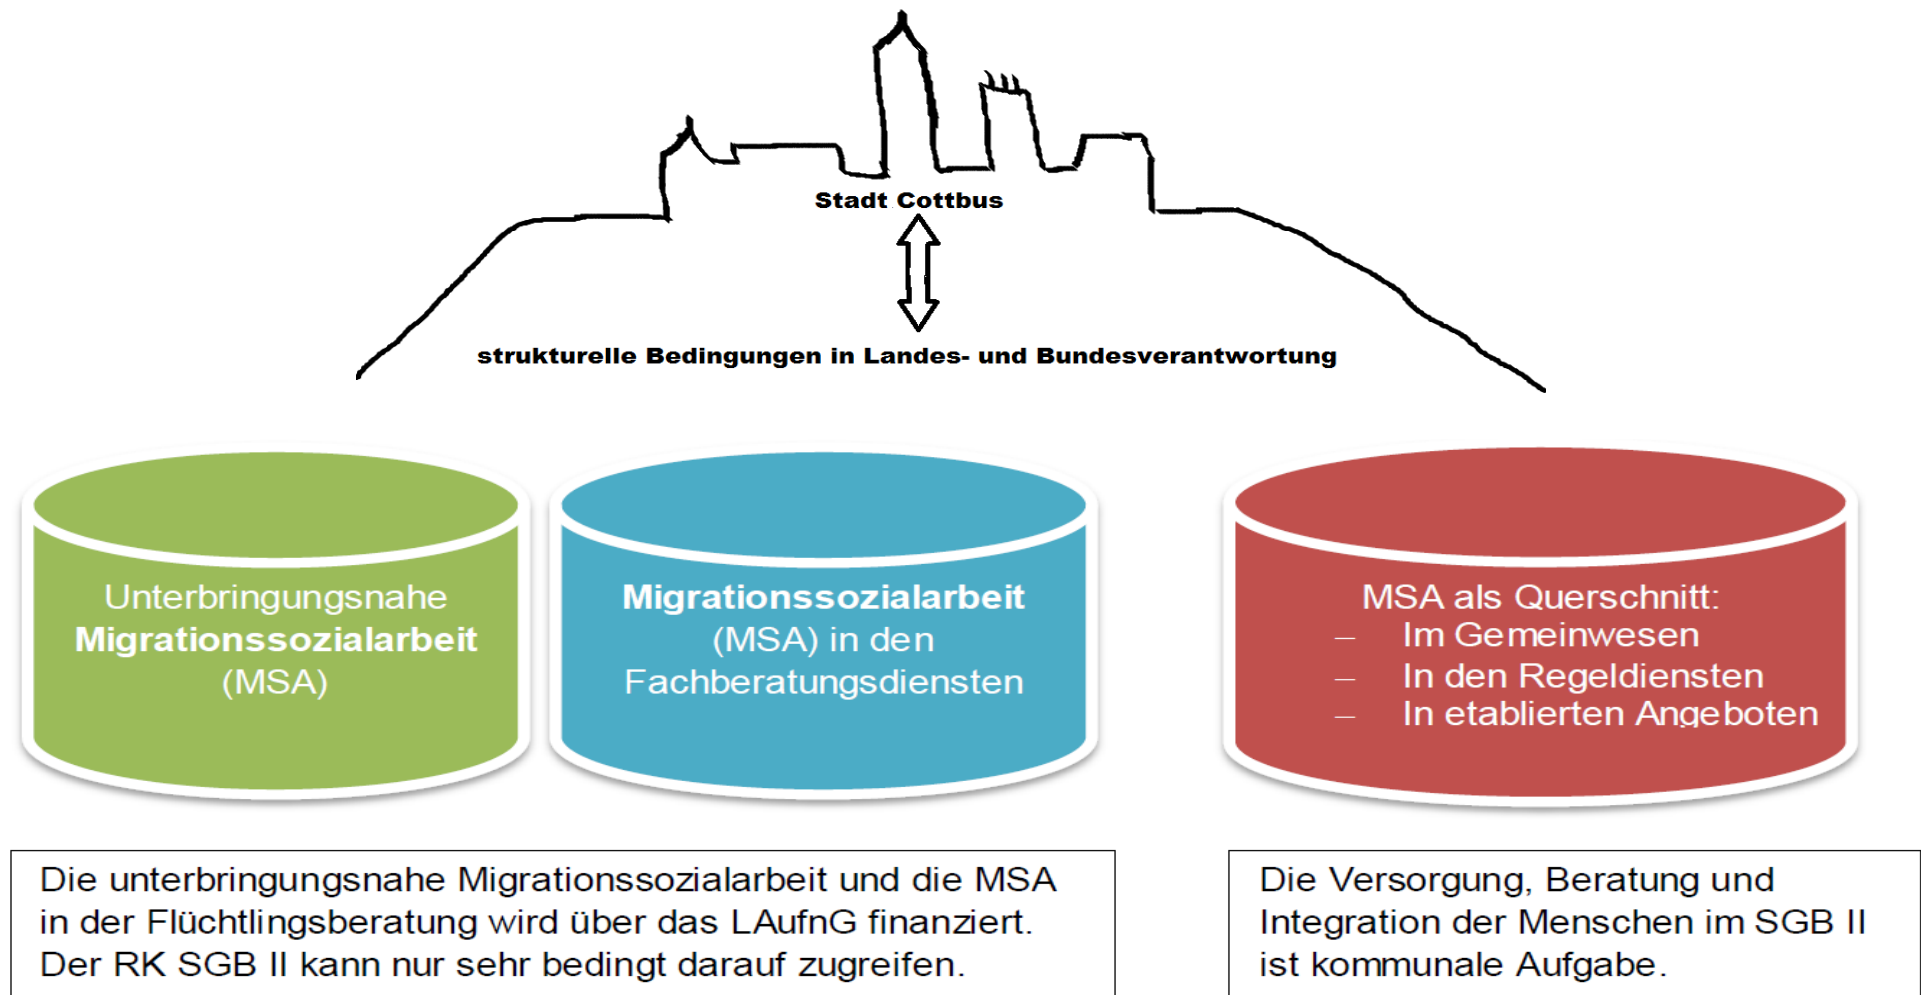 Stadt Cottbus
strukturelle Bedingungen in Landes- und Bundesverantwortung
Unterbringungsnahe
Migrationssozialarbeit
(MSA)
Migrationssozialarbeit
(MSA) in den
Fachberatungsdiensten
MSA als Querschnitt:
– Im Gemeinwesen
– In den Regeldiensten
– In etablierten Angeboten
Die unterbringungsnahe Migrationssozialarbeit und die MSA
in der Flüchtlingsberatung wird über das LAufnG finanziert.
Der RK SGB II kann nur sehr bedingt darauf zugreifen.
Die Versorgung, Beratung und
Integration der Menschen im SGB II
ist kommunale Aufgabe.